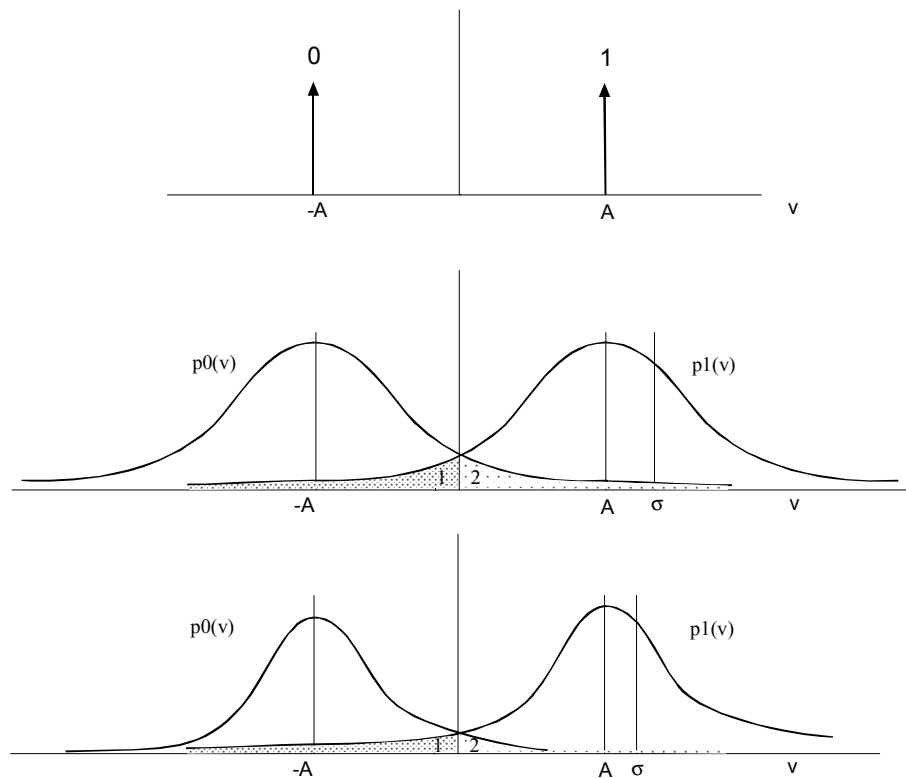 0 1
-A A v
p0(v) p1(v)
1 2
-A A σ v
p0(v) p1(v)
1 2
-A A σ v